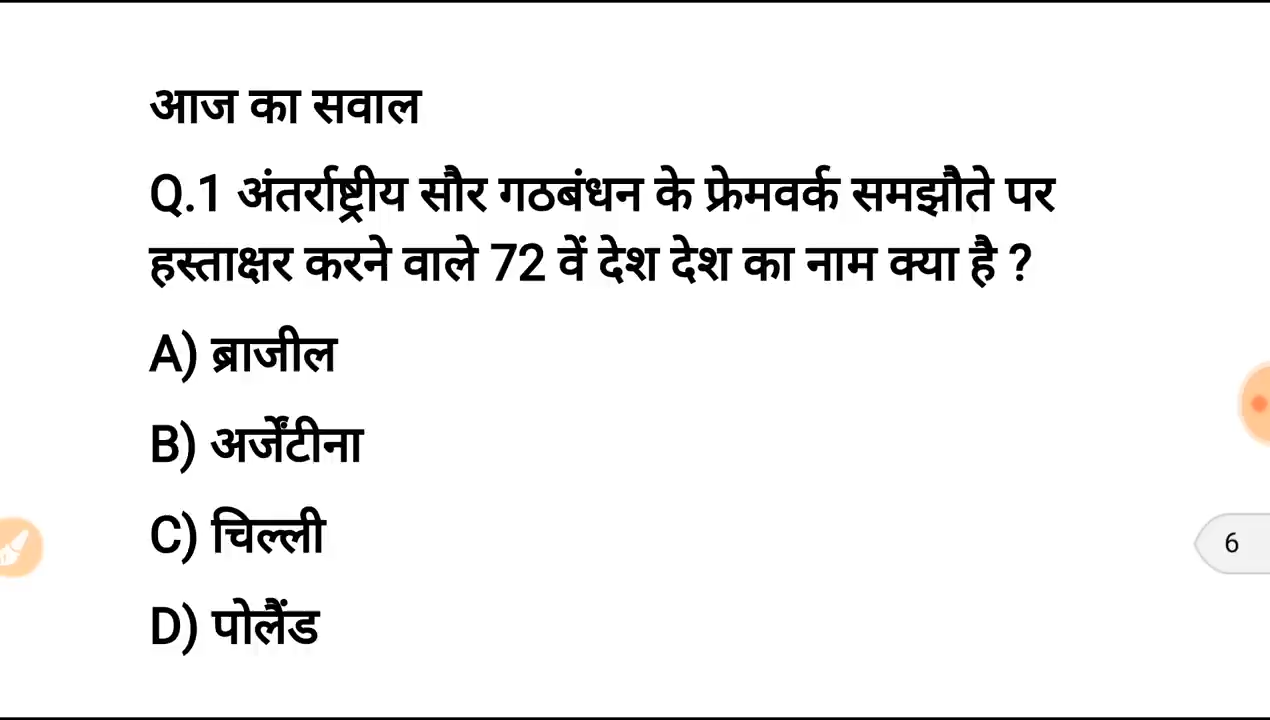 आज का सवाल
Q.1 अंतर्राष्ट्रीय सौर गठबंधन के फ्रेमवर्क समझौते पर
हस्ताक्षर करने वाले 72 वें देश देश का नाम क्या है ?
A) ब्राजील
B) अर्जेंटीना
C) चिल्ली
D) पोलैंड
6